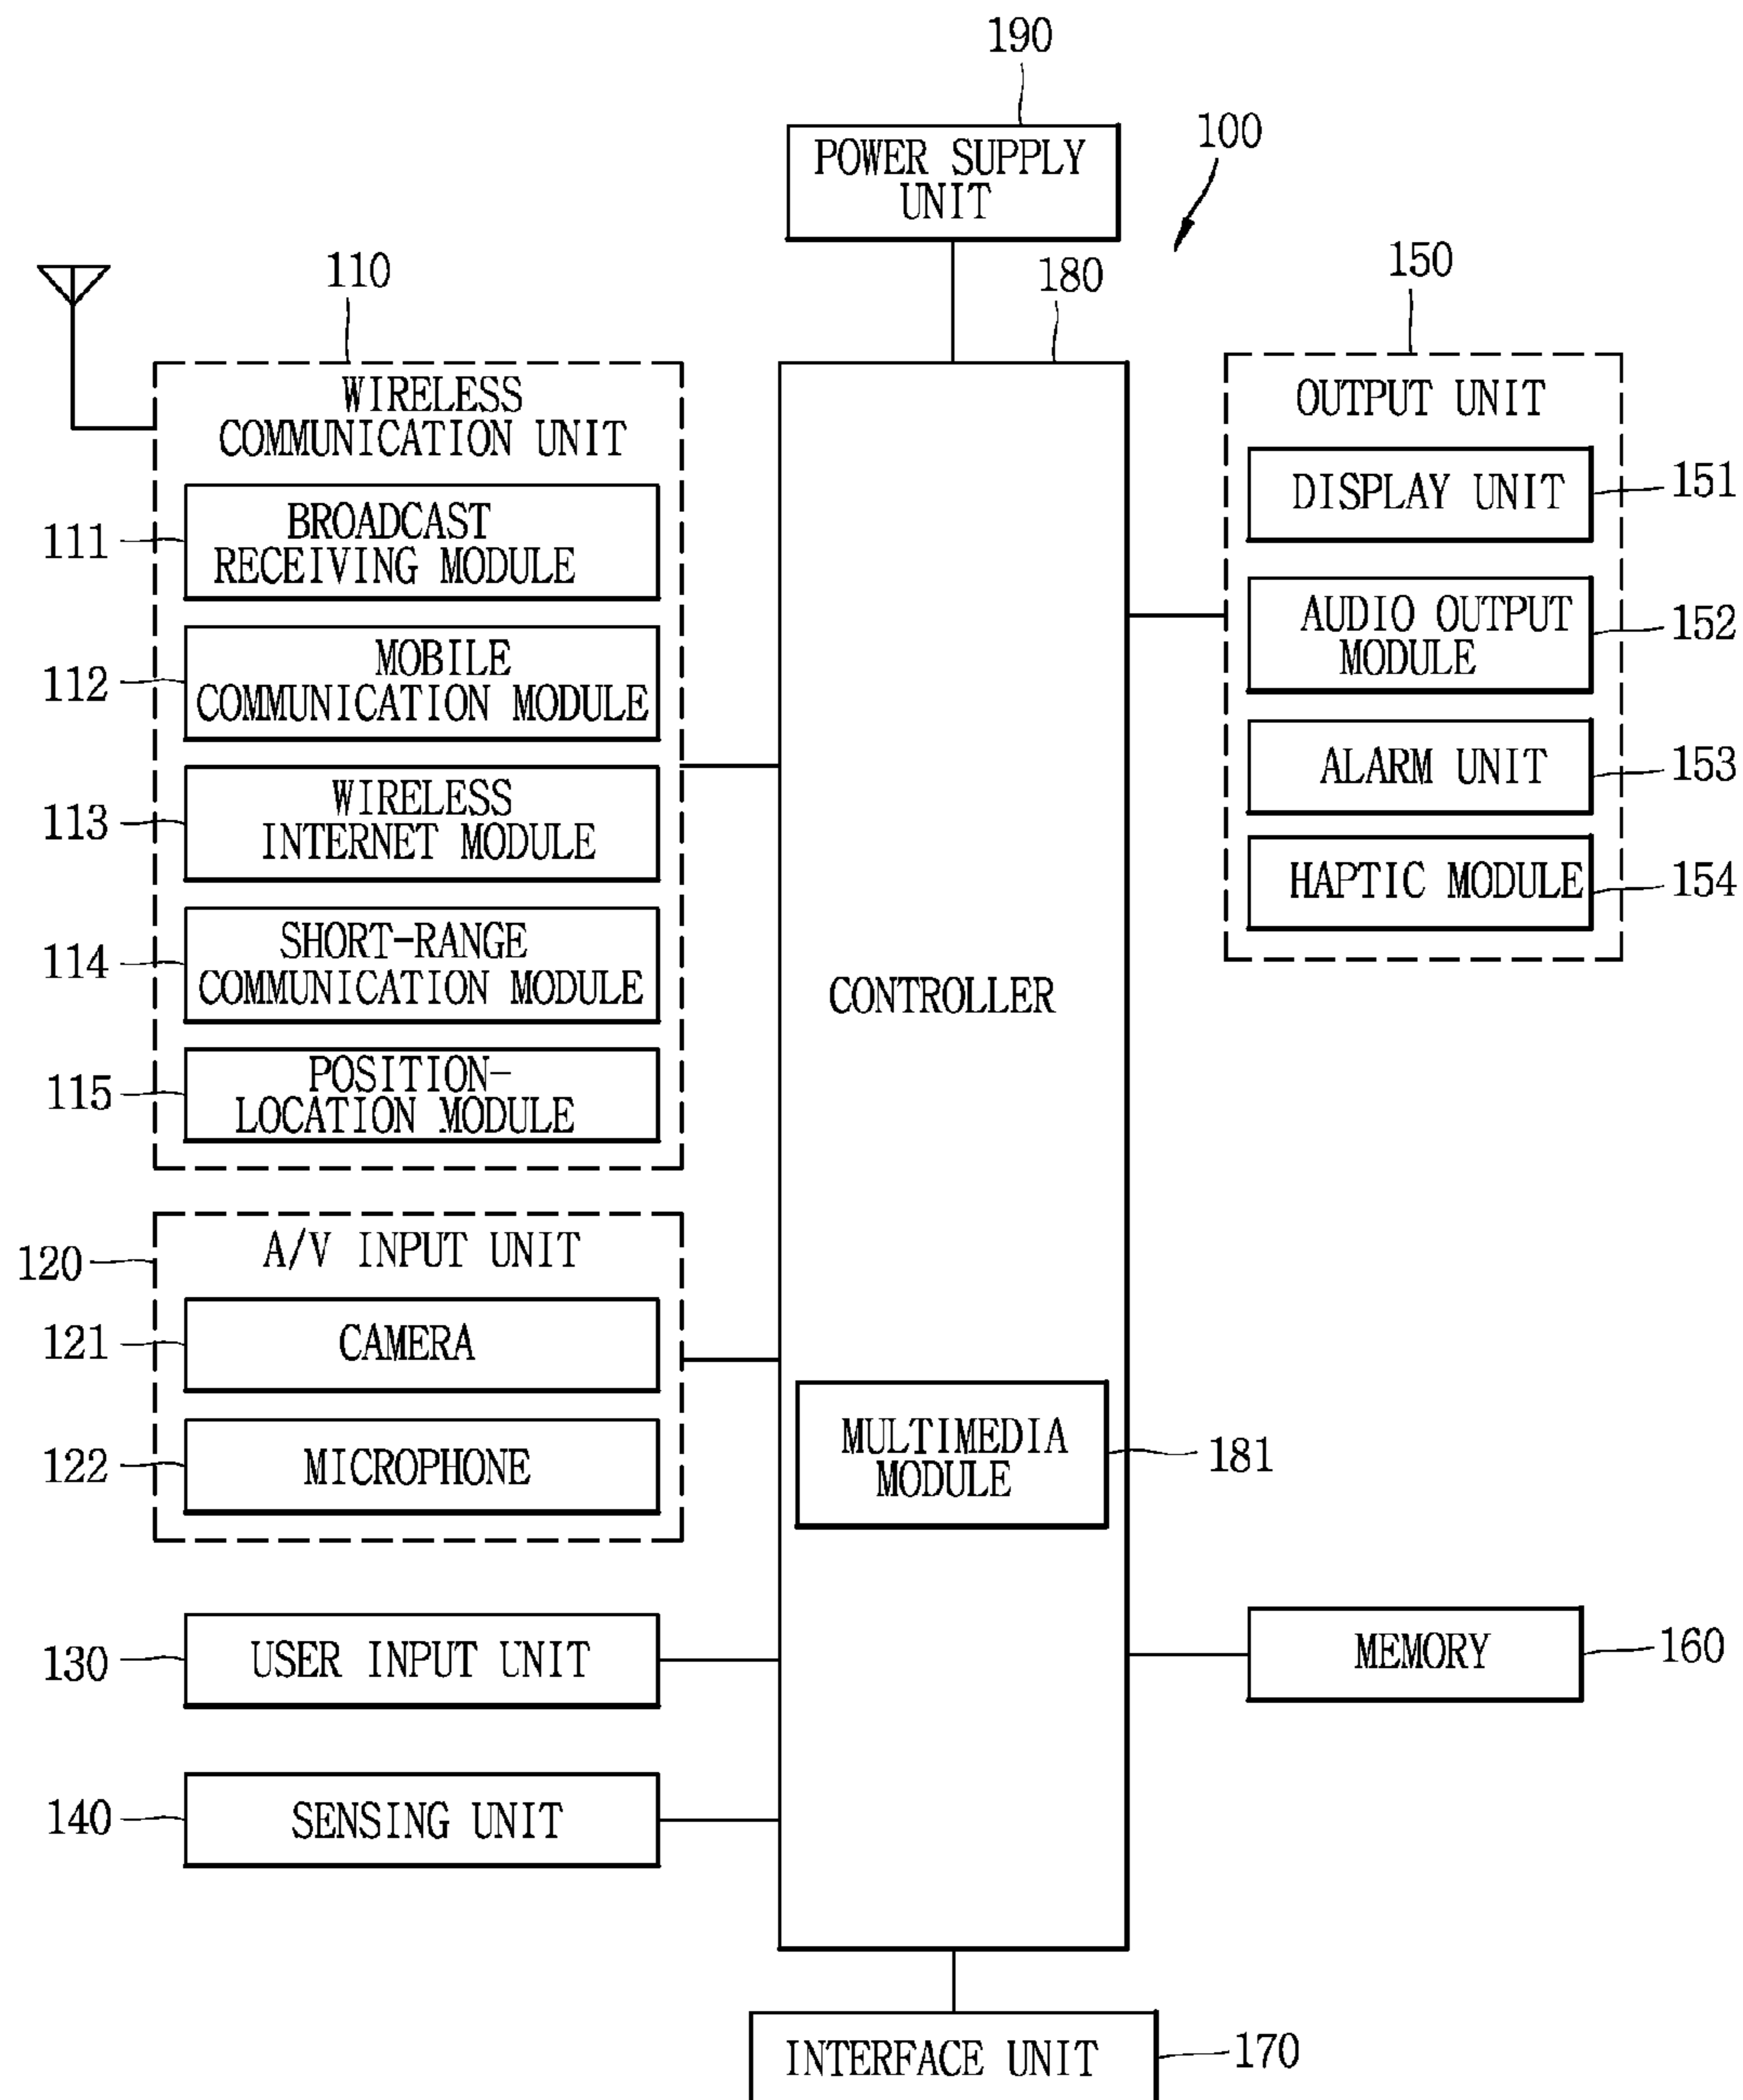 190
POWER SUPPLY
UNIT
100
180
110
WIRELESS
COMMUNICATION UNIT
111
BROADCAST
RECEIVING MODULE
112
MOBILE
COMMUNICATION MODULE
113
WIRELESS
INTERNET MODULE
114
SHORT-RANGE
COMMUNICATION MODULE
115
POSITION-
LOCATION MODULE
120
A/V INPUT UNIT
121
CAMERA
122
MICROPHONE
130
USER INPUT UNIT
140
SENSING UNIT
CONTROLLER
MULTIMEDIA
MODULE
181
150
OUTPUT UNIT
DISPLAY UNIT
151
AUDIO OUTPUT
MODULE
152
ALARM UNIT
153
HAPTIC MODULE
154
MEMORY
160
INTERFACE UNIT
170